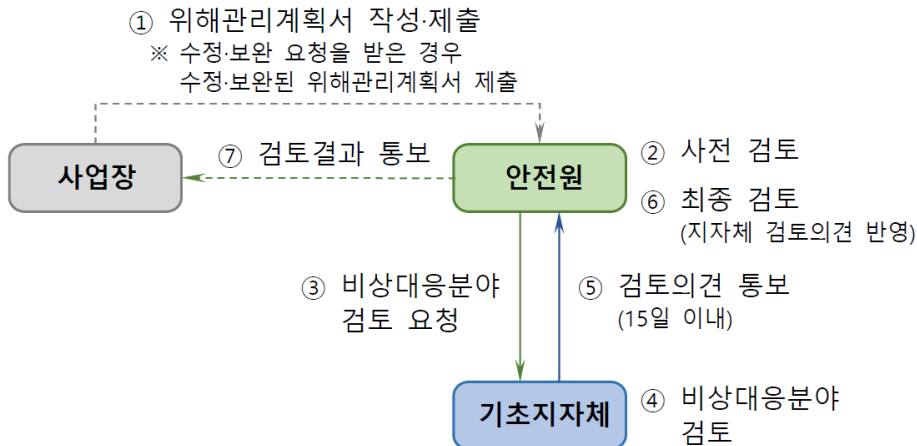 ① 위해관리계획서 작성·제출
※ 수정·보완 요청을 받은 경우
수정·보완된 위해관리계획서 제출
사업장
⑦ 검토결과 통보
안전원
② 사전 검토
⑥ 최종 검토
(지자체 검토의견 반영)
③ 비상대응분야
검토 요청
⑤ 검토의견 통보
(15일 이내)
기초지자체
④ 비상대응분야
검토